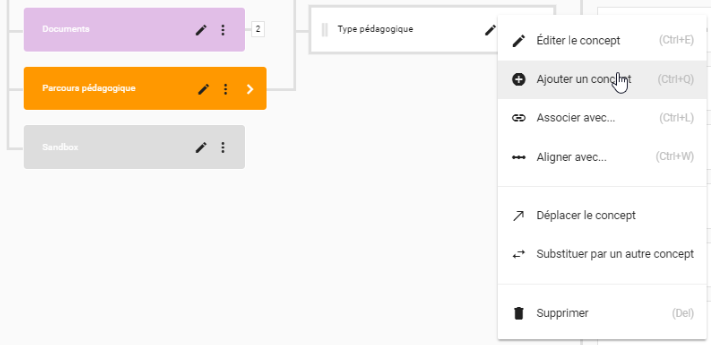 Documents
2
Type pédagogique
Parcours pédagogique
Sandbox
Éditer le concept (Ctrl+E)
Ajouter un concept (Ctrl+Q)
Associer avec... (Ctrl+L)
Aligner avec... (Ctrl+W)
Déplacer le concept
Substituer par un autre concept
Supprimer (Del)